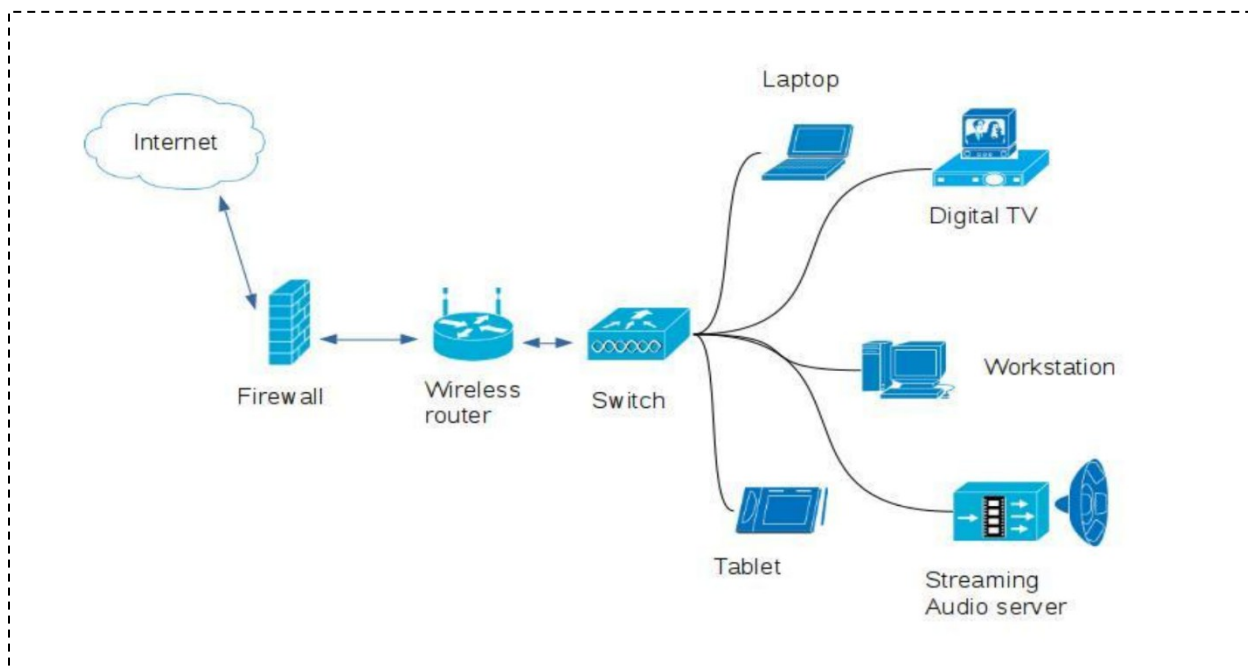 Laptop
Internet
Digital TV
Firewall
Wireless
router
Switch
Workstation
Tablet
Streaming
Audio server